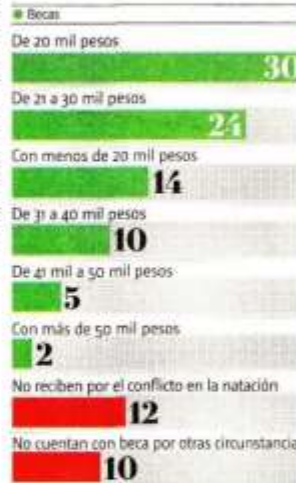 Becas
De 20 mil pesos
30
De 21 a 30 mil pesos
24
Con menos de 20 mil pesos
14
De 31 a 40 mil pesos
10
De 41 mil a 50 mil pesos
5
Con más de 50 mil pesos
2
No reciben por el conflicto en la natación
12
No cuentan con beca por otras circunstancia
10